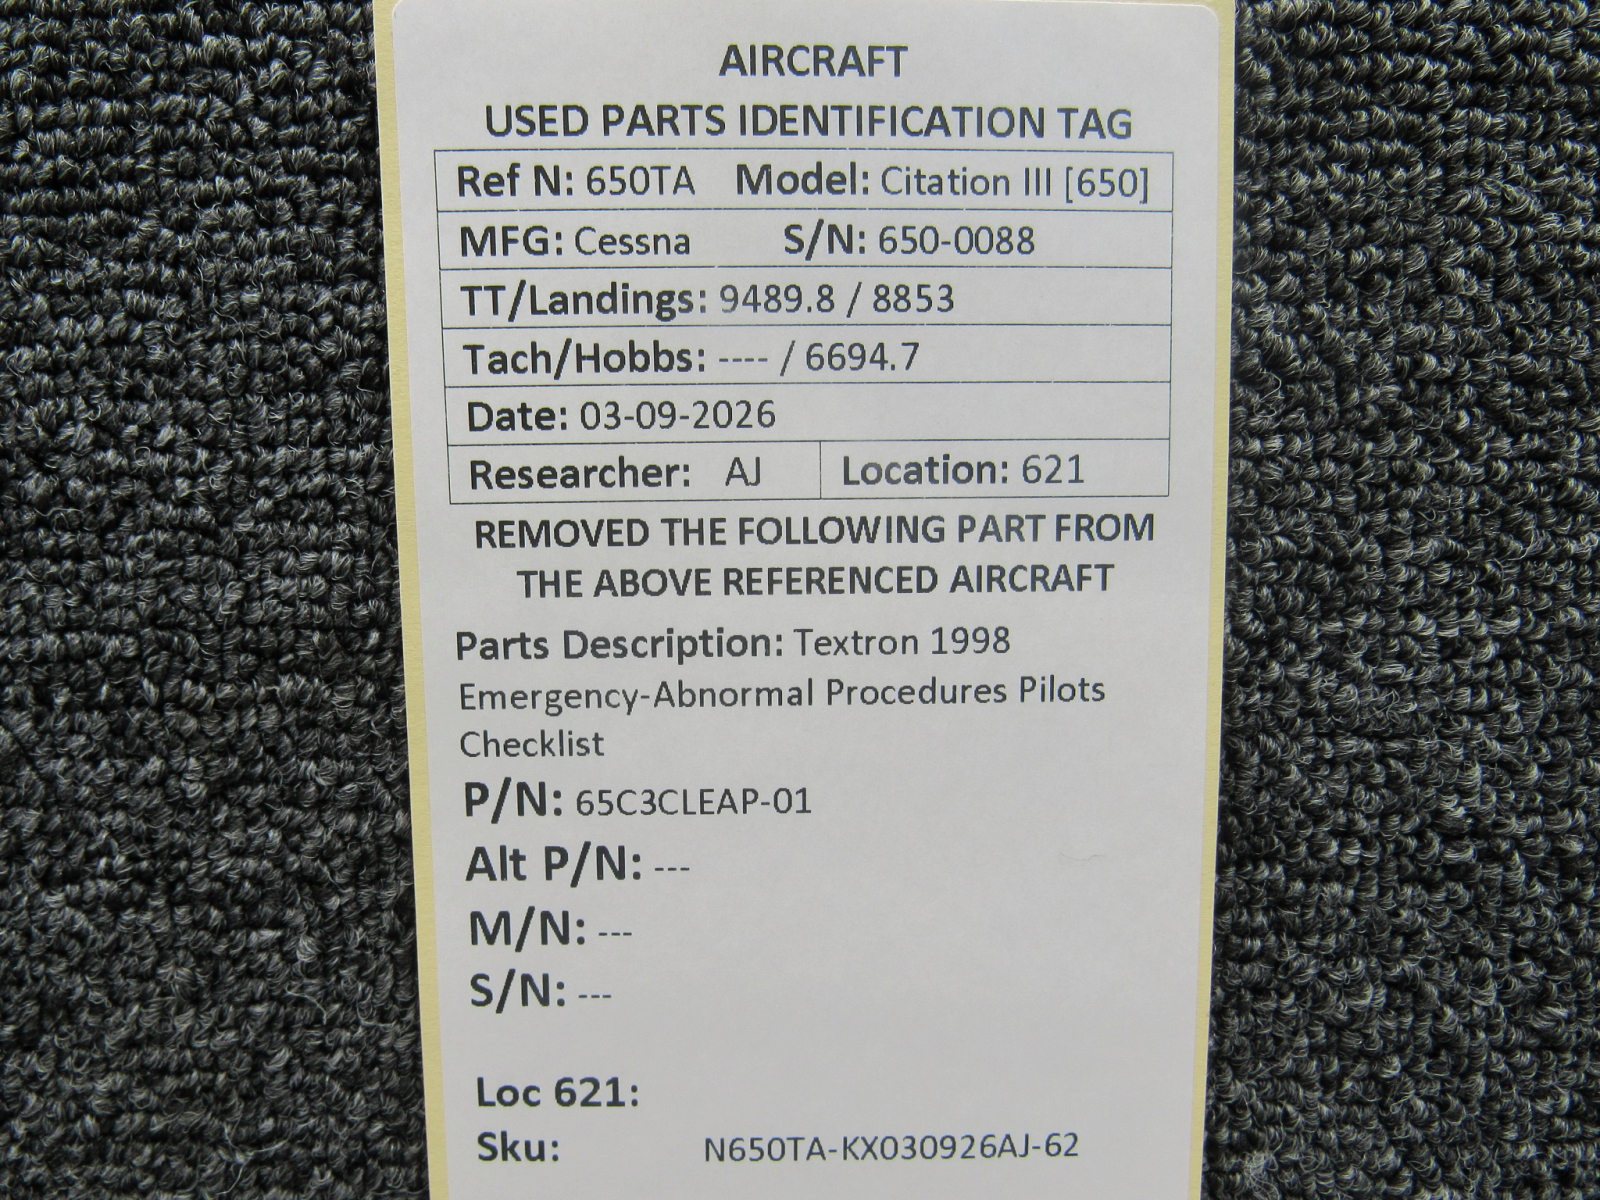 AIRCRAFT
USED PARTS IDENTIFICATION TAG
Ref N: 650TA Model: Citation III [650]
MFG: Cessna S/N: 650-0088
TT/Landings: 9489.8 / 8853
Tach/Hobbs: ---- / 6694.7
Date: 03-09-2026
Researcher: AJ Location: 621
REMOVED THE FOLLOWING PART FROM
THE ABOVE REFERENCED AIRCRAFT
Parts Description: Textron 1998
Emergency-Abnormal Procedures Pilots
Checklist
P/N: 65C3CLEAP-01
Alt P/N: ---
M/N: ---
S/N: ---
Loc 621:
Sku: N650TA-KX030926AJ-62